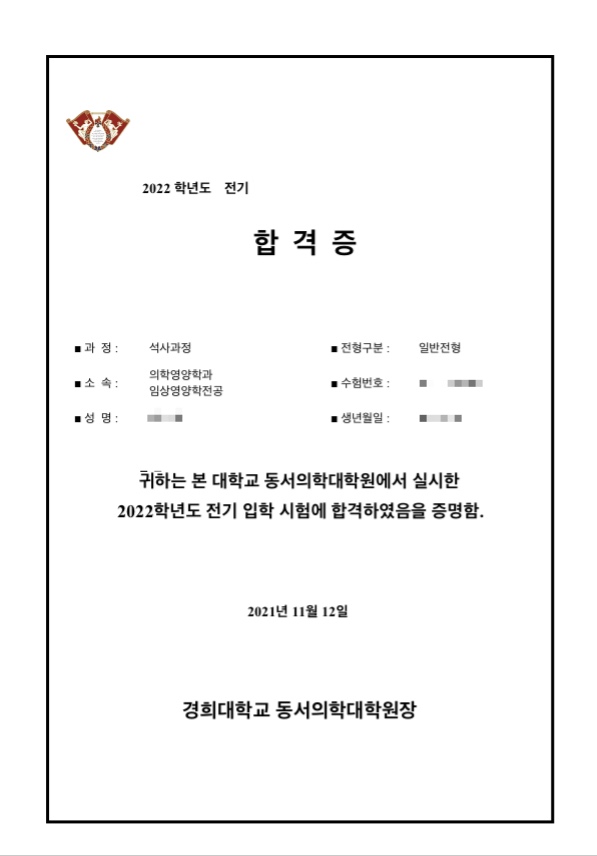 2022 학년도 전기
합 격 증
■ 과 정 : 석사과정 ■ 전형구분 : 일반전형
■ 소 속 : 의학영양학과 임상영양학전공 ■ 수험번호 :
■ 성 명 : ■ 생년월일 :
귀하는 본 대학교 동서의학대학원에서 실시한
2022학년도 전기 입학 시험에 합격하였음을 증명함.
2021년 11월 12일
경희대학교 동서의학대학원장